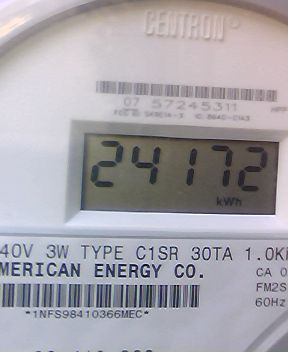 CENTRON®
07 57245311
24172
kWh
40V 3W TYPE C1SR 30TA 1.0K
MERICAN ENERGY CO.
CA 0
FM2S
60Hz
*1NFS98410366MEC*